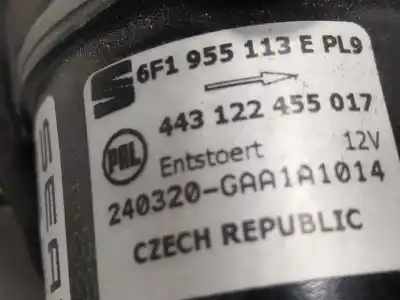 6F1 955 113 E PL9
443 122 455 017
PAL
Entstoert 12V
240320-GAA1A1014
CZECH REPUBLIC